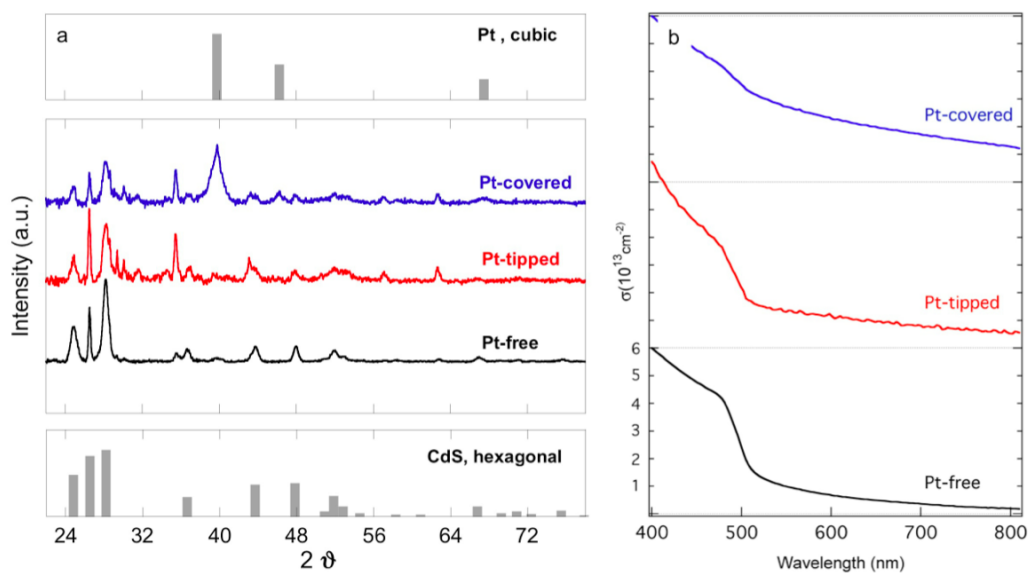 a
Pt , cubic
Pt-covered
Pt-tipped
Pt-free
Intensity (a.u.)
CdS, hexagonal
24 32 40 48 56 64 72
2 ϑ
b
Pt-covered
Pt-tipped
Pt-free
σ(10¹³cm⁻²)
6
5
4
3
2
1
400 500 600 700 800
Wavelength (nm)